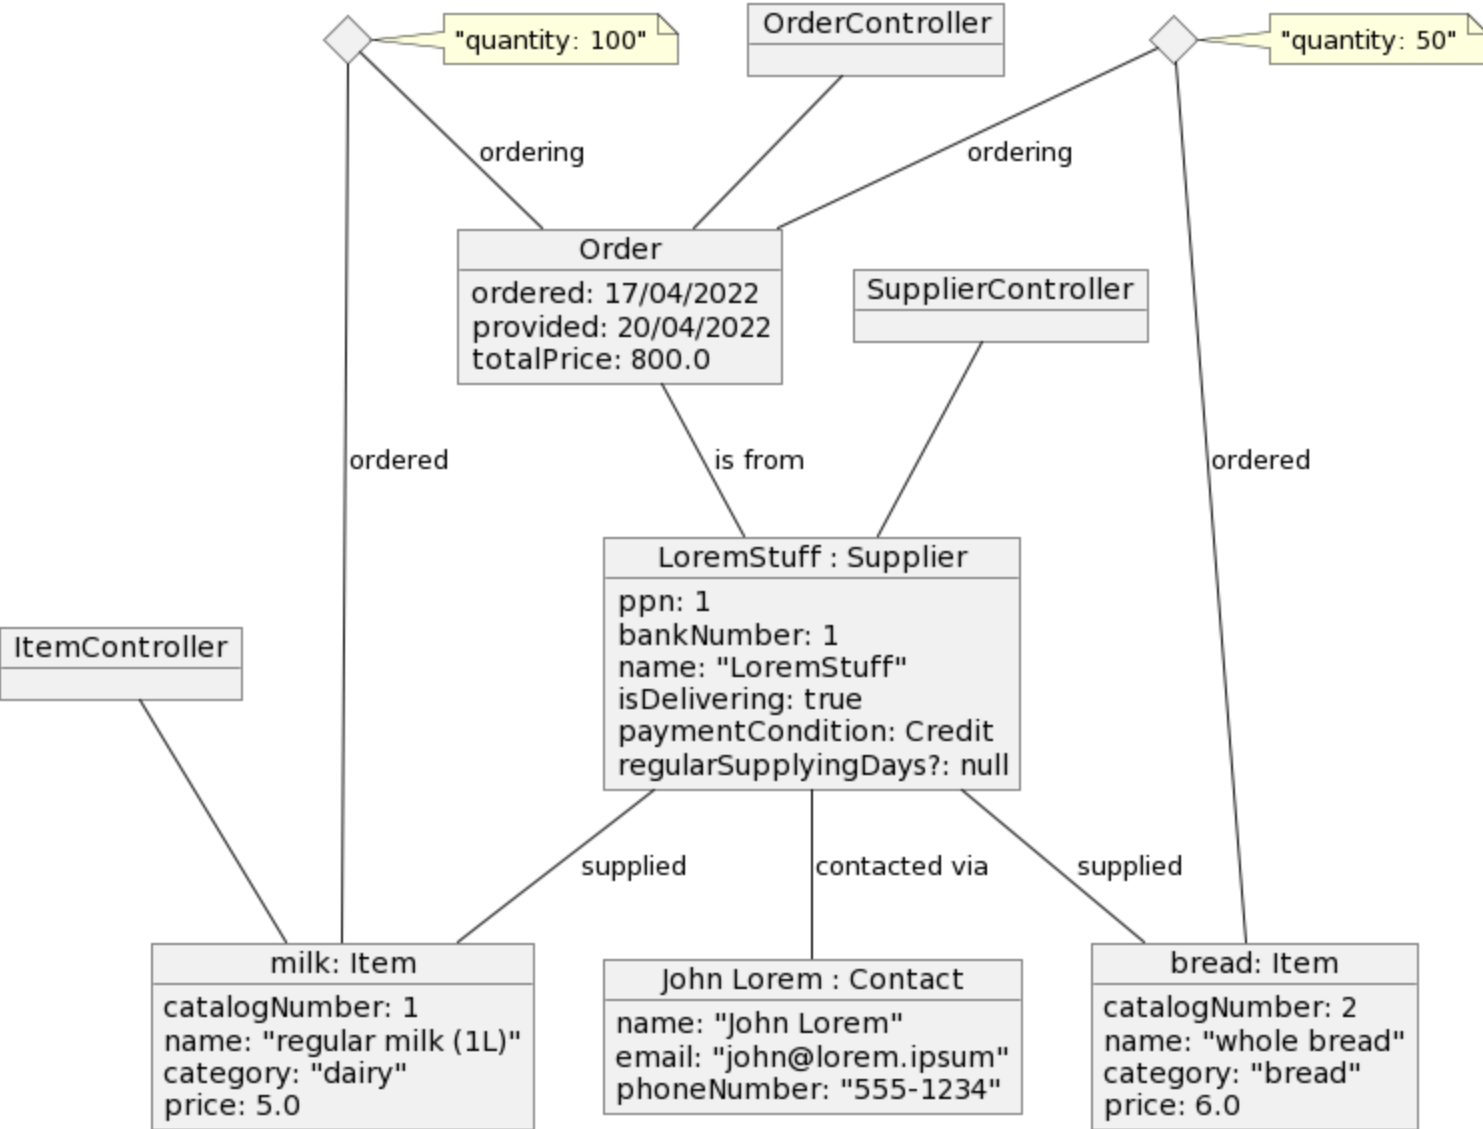 "quantity: 100"
OrderController
"quantity: 50"
ordering
ordering
Order
ordered: 17/04/2022
provided: 20/04/2022
totalPrice: 800.0
SupplierController
ordered
is from
ordered
LoremStuff : Supplier
ppn: 1
bankNumber: 1
name: "LoremStuff"
isDelivering: true
paymentCondition: Credit
regularSupplyingDays?: null
ItemController
supplied
contacted via
supplied
milk: Item
catalogNumber: 1
name: "regular milk (1L)"
category: "dairy"
price: 5.0
John Lorem : Contact
name: "John Lorem"
email: "john@lorem.ipsum"
phoneNumber: "555-1234"
bread: Item
catalogNumber: 2
name: "whole bread"
category: "bread"
price: 6.0